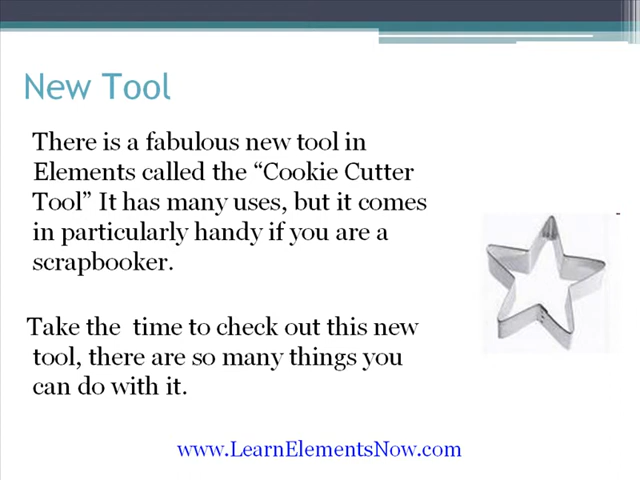 New Tool
There is a fabulous new tool in
Elements called the “Cookie Cutter
Tool” It has many uses, but it comes
in particularly handy if you are a
scrapbooker.
Take the  time to check out this new
tool, there are so many things you
can do with it.
www.LearnElementsNow.com